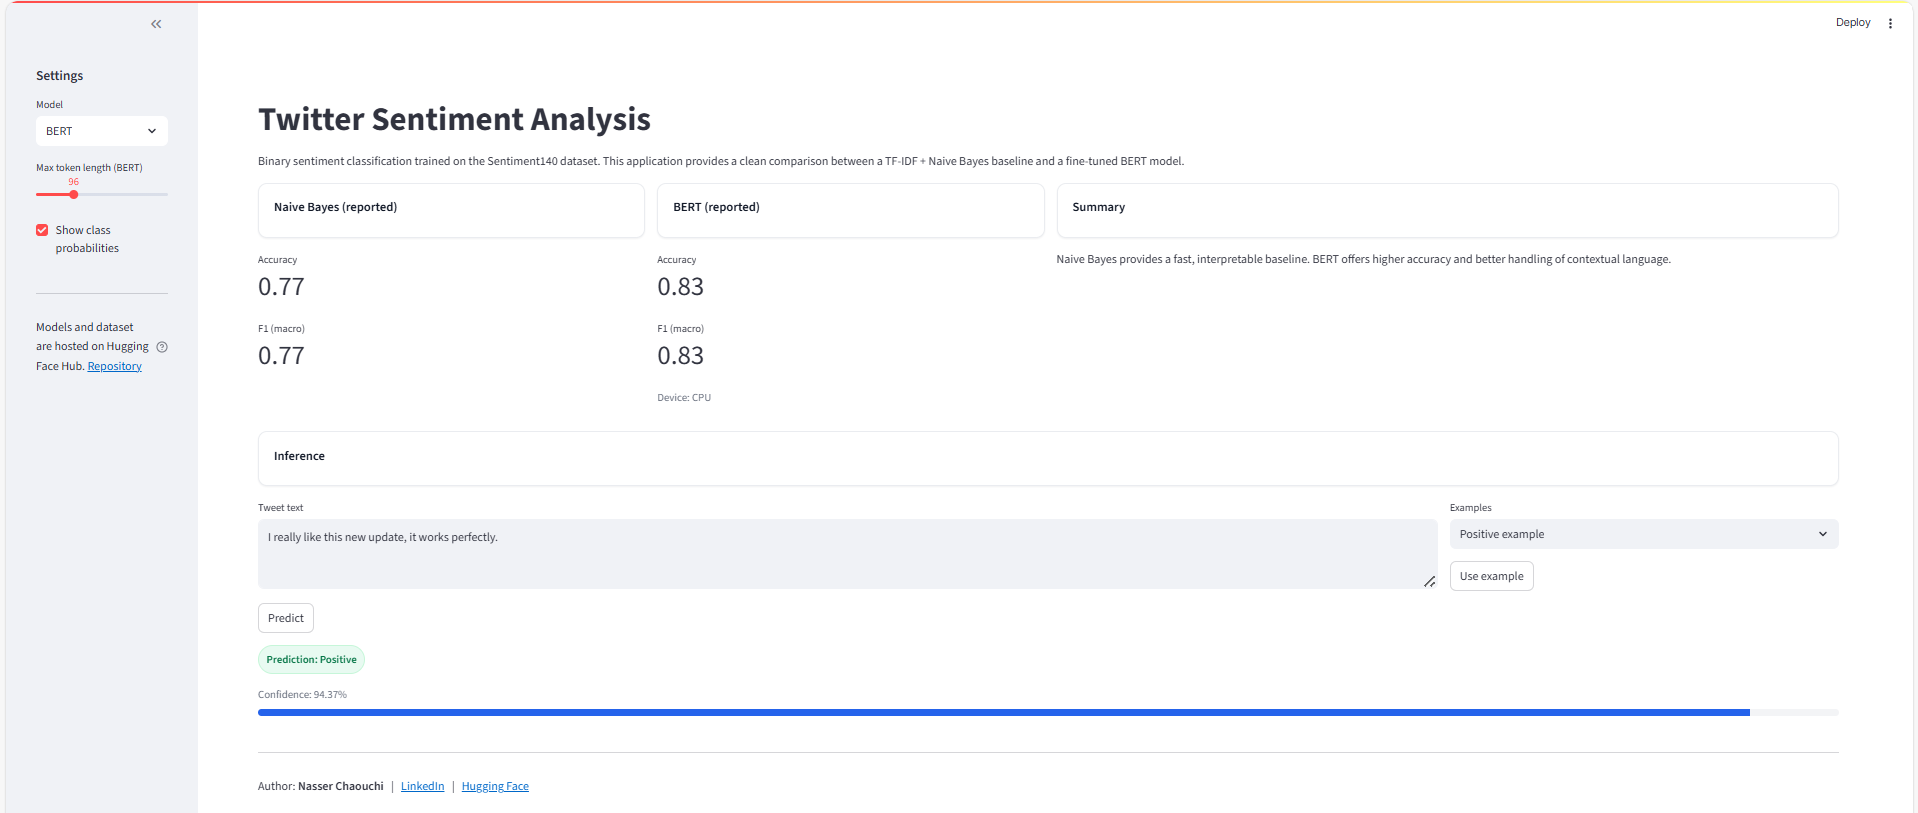 Deploy
Settings
Model
BERT
Max token length (BERT)
96
Show class
probabilities
Models and dataset
are hosted on Hugging
Face Hub. Repository
Twitter Sentiment Analysis
Binary sentiment classification trained on the Sentiment140 dataset. This application provides a clean comparison between a TF-IDF + Naive Bayes baseline and a fine-tuned BERT model.
Naive Bayes (reported)
Accuracy
0.77
F1 (macro)
0.77
BERT (reported)
Accuracy
0.83
F1 (macro)
0.83
Device: CPU
Summary
Naive Bayes provides a fast, interpretable baseline. BERT offers higher accuracy and better handling of contextual language.
Inference
Tweet text
I really like this new update, it works perfectly.
Examples
Positive example
Use example
Predict
Prediction: Positive
Confidence: 94.37%
Author: Nasser Chaouchi | LinkedIn | Hugging Face